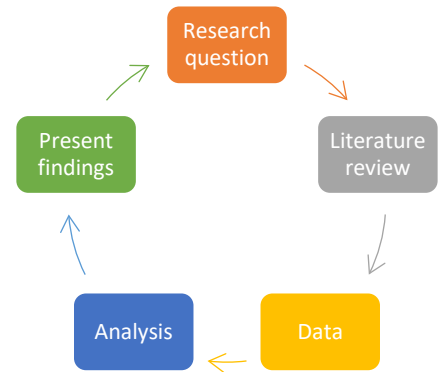 Research
question
Literature
review
Data
Analysis
Present
findings